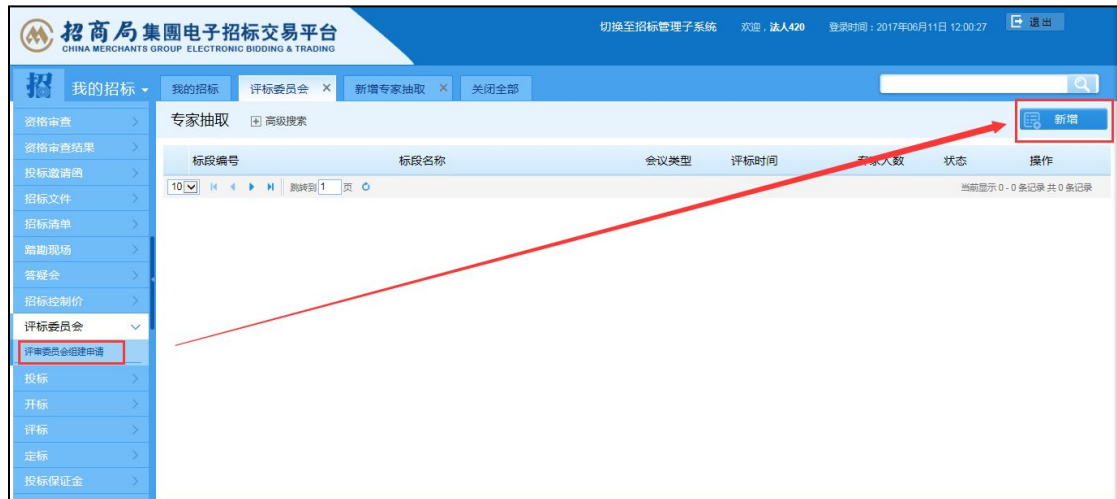 招商局集團电子招标交易平台
CHINA MERCHANTS GROUP ELECTRONIC BIDDING & TRADING
切换至招标管理子系统 欢迎，法人420 登录时间：2017年06月11日 12:00:27 退出
招 我的招标
我的招标 评标委员会 × 新增专家抽取 × 关闭全部
资格审查
资格审查结果
投标邀请函
招标文件
招标清单
踏勘现场
答疑会
招标控制价
评标委员会
评审委员会组建申请
投标
开标
评标
定标
投标保证金
专家抽取 高级搜索 新增
标段编号 标段名称 会议类型 评标时间 专家人数 状态 操作
10 跳转到 1 页 当前显示 0 - 0 条记录 共 0 条记录